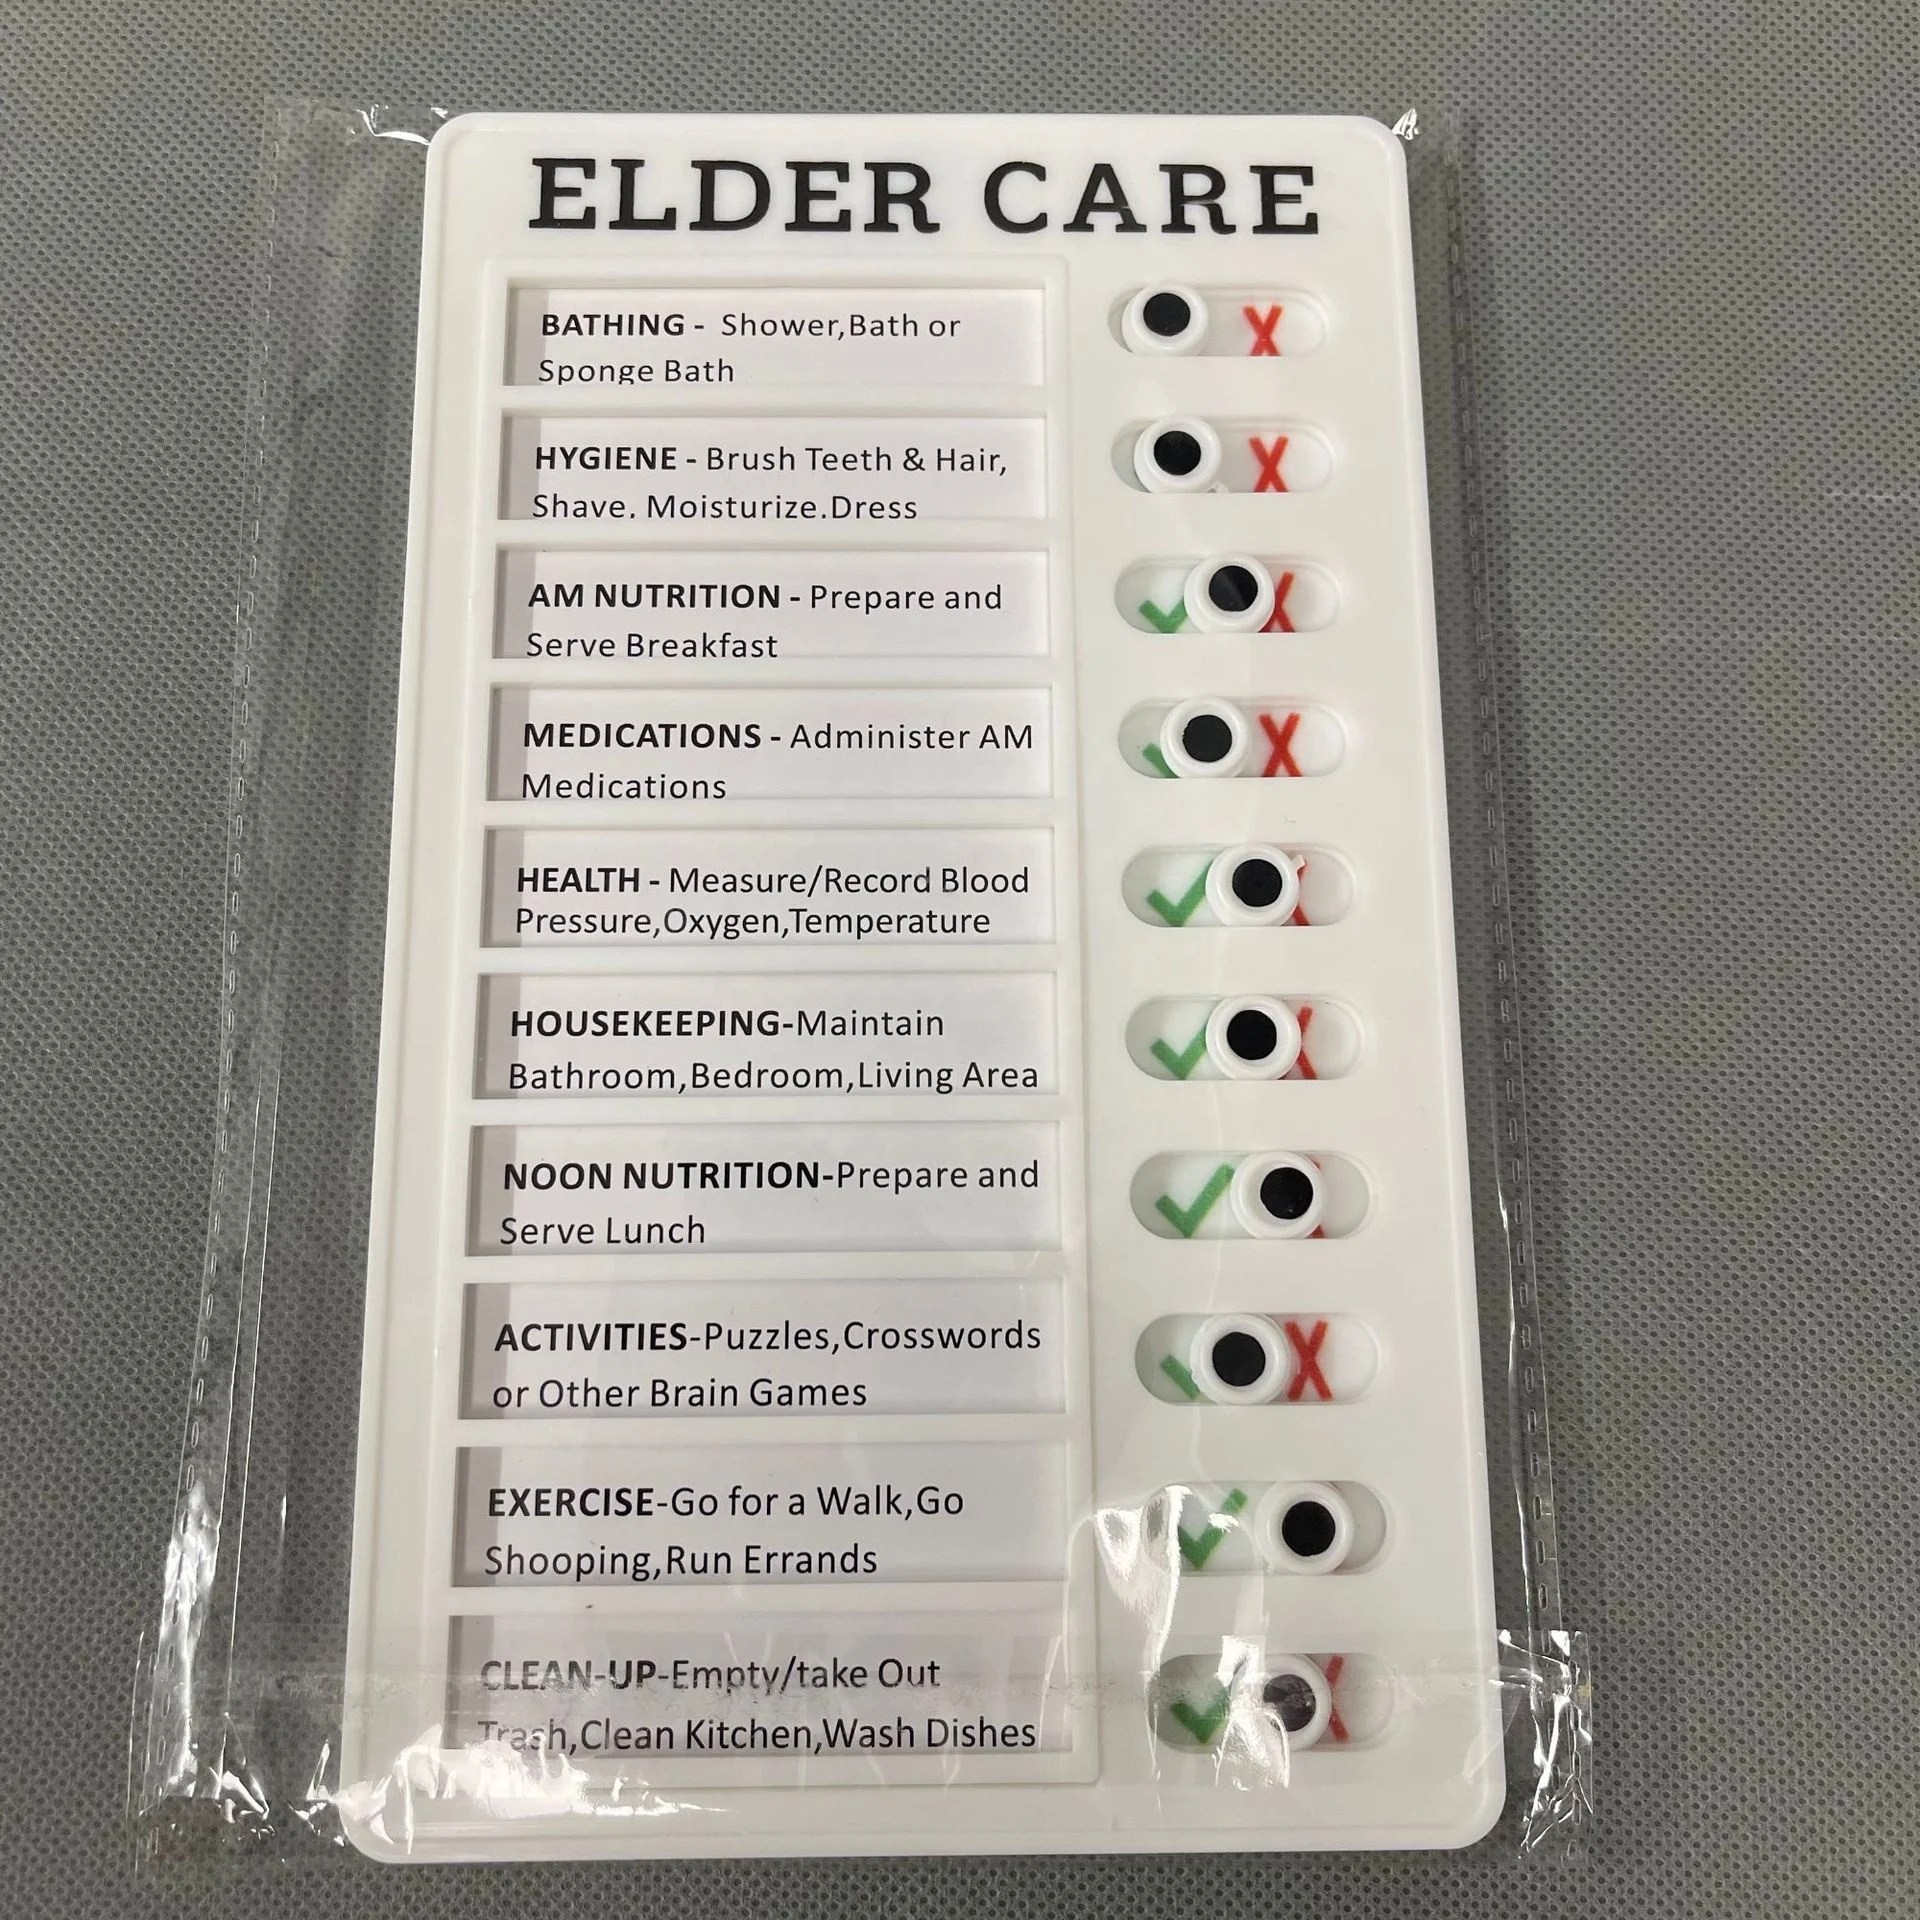 ELDER CARE
BATHING - Shower,Bath or
Sponge Bath
HYGIENE - Brush Teeth & Hair,
Shave. Moisturize.Dress
AM NUTRITION - Prepare and
Serve Breakfast
MEDICATIONS - Administer AM
Medications
HEALTH - Measure/Record Blood
Pressure,Oxygen,Temperature
HOUSEKEEPING-Maintain
Bathroom,Bedroom,Living Area
NOON NUTRITION-Prepare and
Serve Lunch
ACTIVITIES-Puzzles,Crosswords
or Other Brain Games
EXERCISE-Go for a Walk,Go
Shooping,Run Errands
CLEAN-UP-Empty/take Out
Trash,Clean Kitchen,Wash Dishes